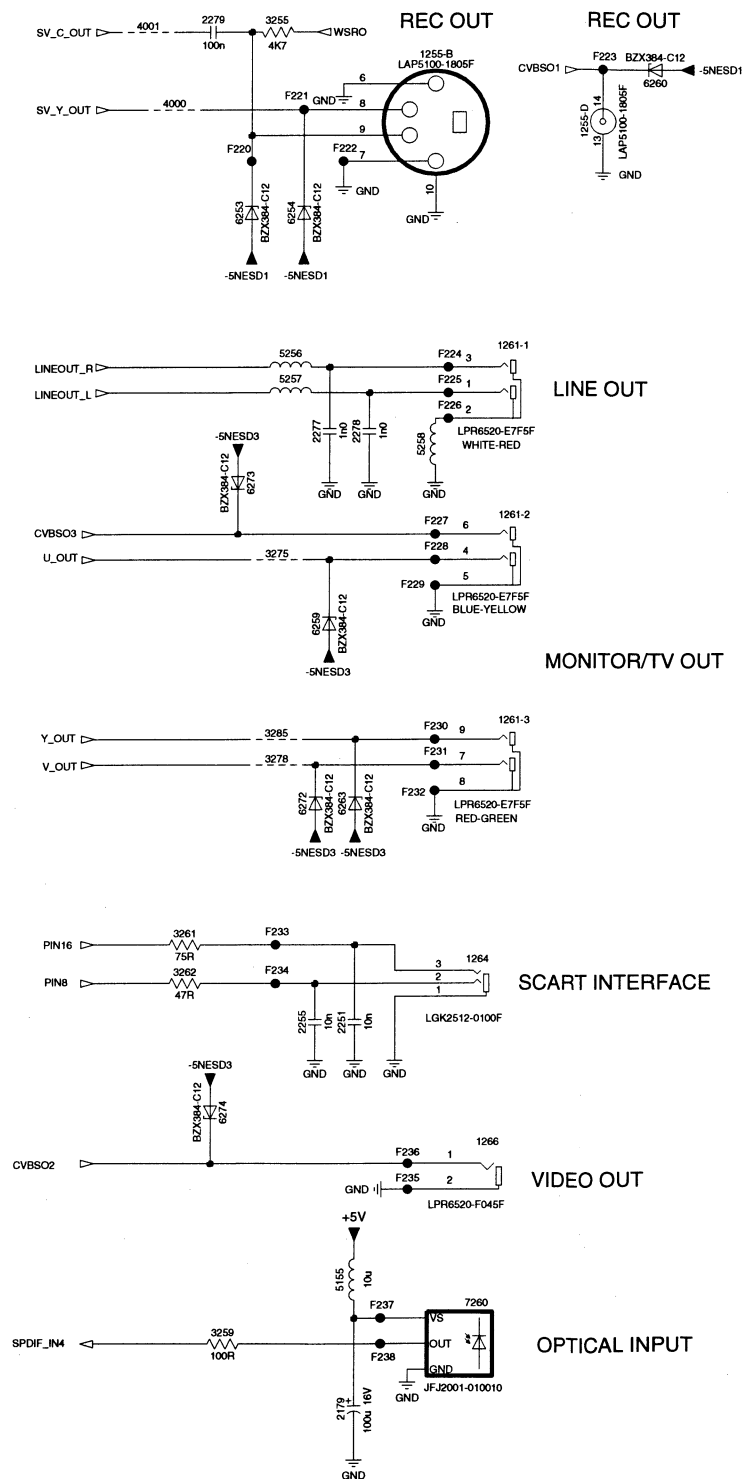 REC OUT
REC OUT
2279
3255
SV_C_OUT
4001
WSRO
100n
4K7
1255-B
LAP5100-1805F
F223
BZX384-C12
CVBSO1
-5NESD1
6260
6
GND
SV_Y_OUT
4000
F221
8
9
F220
F222
7
GND
10
GND
14
13
1255-D
LAP5100-1805F
GND
6253
BZX384-C12
6254
BZX384-C12
-5NESD1
-5NESD1
LINEOUT_R
5256
F224
3
1261-1
LINEOUT_L
5257
F225
1
LINE OUT
F226
2
2277
1n0
2278
1n0
5258
LPR6520-E7F5F
WHITE-RED
GND
GND
GND
-5NESD3
BZX384-C12
6273
CVBSO3
F227
6
1261-2
U_OUT
3275
F228
4
F229
5
GND
LPR6520-E7F5F
BLUE-YELLOW
6259
BZX384-C12
-5NESD3
MONITOR/TV OUT
Y_OUT
3285
F230
9
1261-3
V_OUT
3278
F231
7
F232
8
GND
LPR6520-E7F5F
RED-GREEN
6272
BZX384-C12
6263
BZX384-C12
-5NESD3
-5NESD3
PIN16
3261
75R
F233
PIN8
3262
47R
F234
3
2
1
1264
SCART INTERFACE
2255
10n
2251
10n
LGK2512-0100F
GND
GND
GND
-5NESD3
BZX384-C12
6274
CVBSO2
F236
1
1266
GND
F235
2
VIDEO OUT
LPR6520-F045F
+5V
5155
10u
F237
7260
VS
SPDIF_IN4
3259
100R
F238
OUT
GND
OPTICAL INPUT
GND
JFJ2001-010010
2179
+
100u 16V
GND